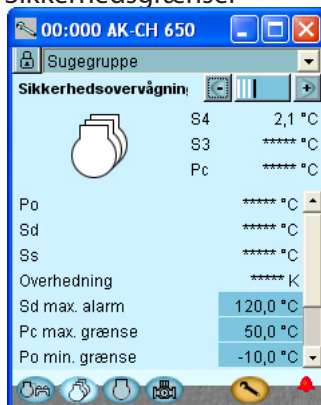 Sikkerhedsgrænser
00:000 AK-CH 650
Sugegruppe
Sikkerhedsovervågnin
S4 2,1 °C
S3 ***** °C
Pc ***** °C
Po ***** °C
Sd ***** °C
Ss ***** °C
Overhedning ***** K
Sd max. alarm 120,0 °C
Pc max. grænse 50,0 °C
Po min. grænse -10,0 °C